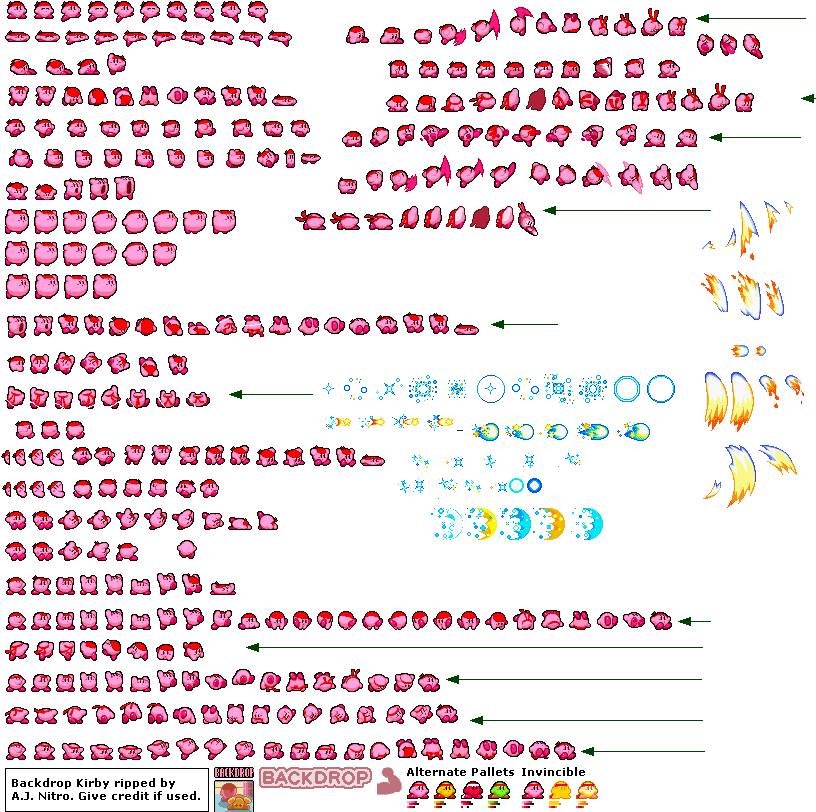 BACKDROP
BACKDROP
Alternate Pallets Invincible
Backdrop Kirby ripped by
A.J. Nitro. Give credit if used.